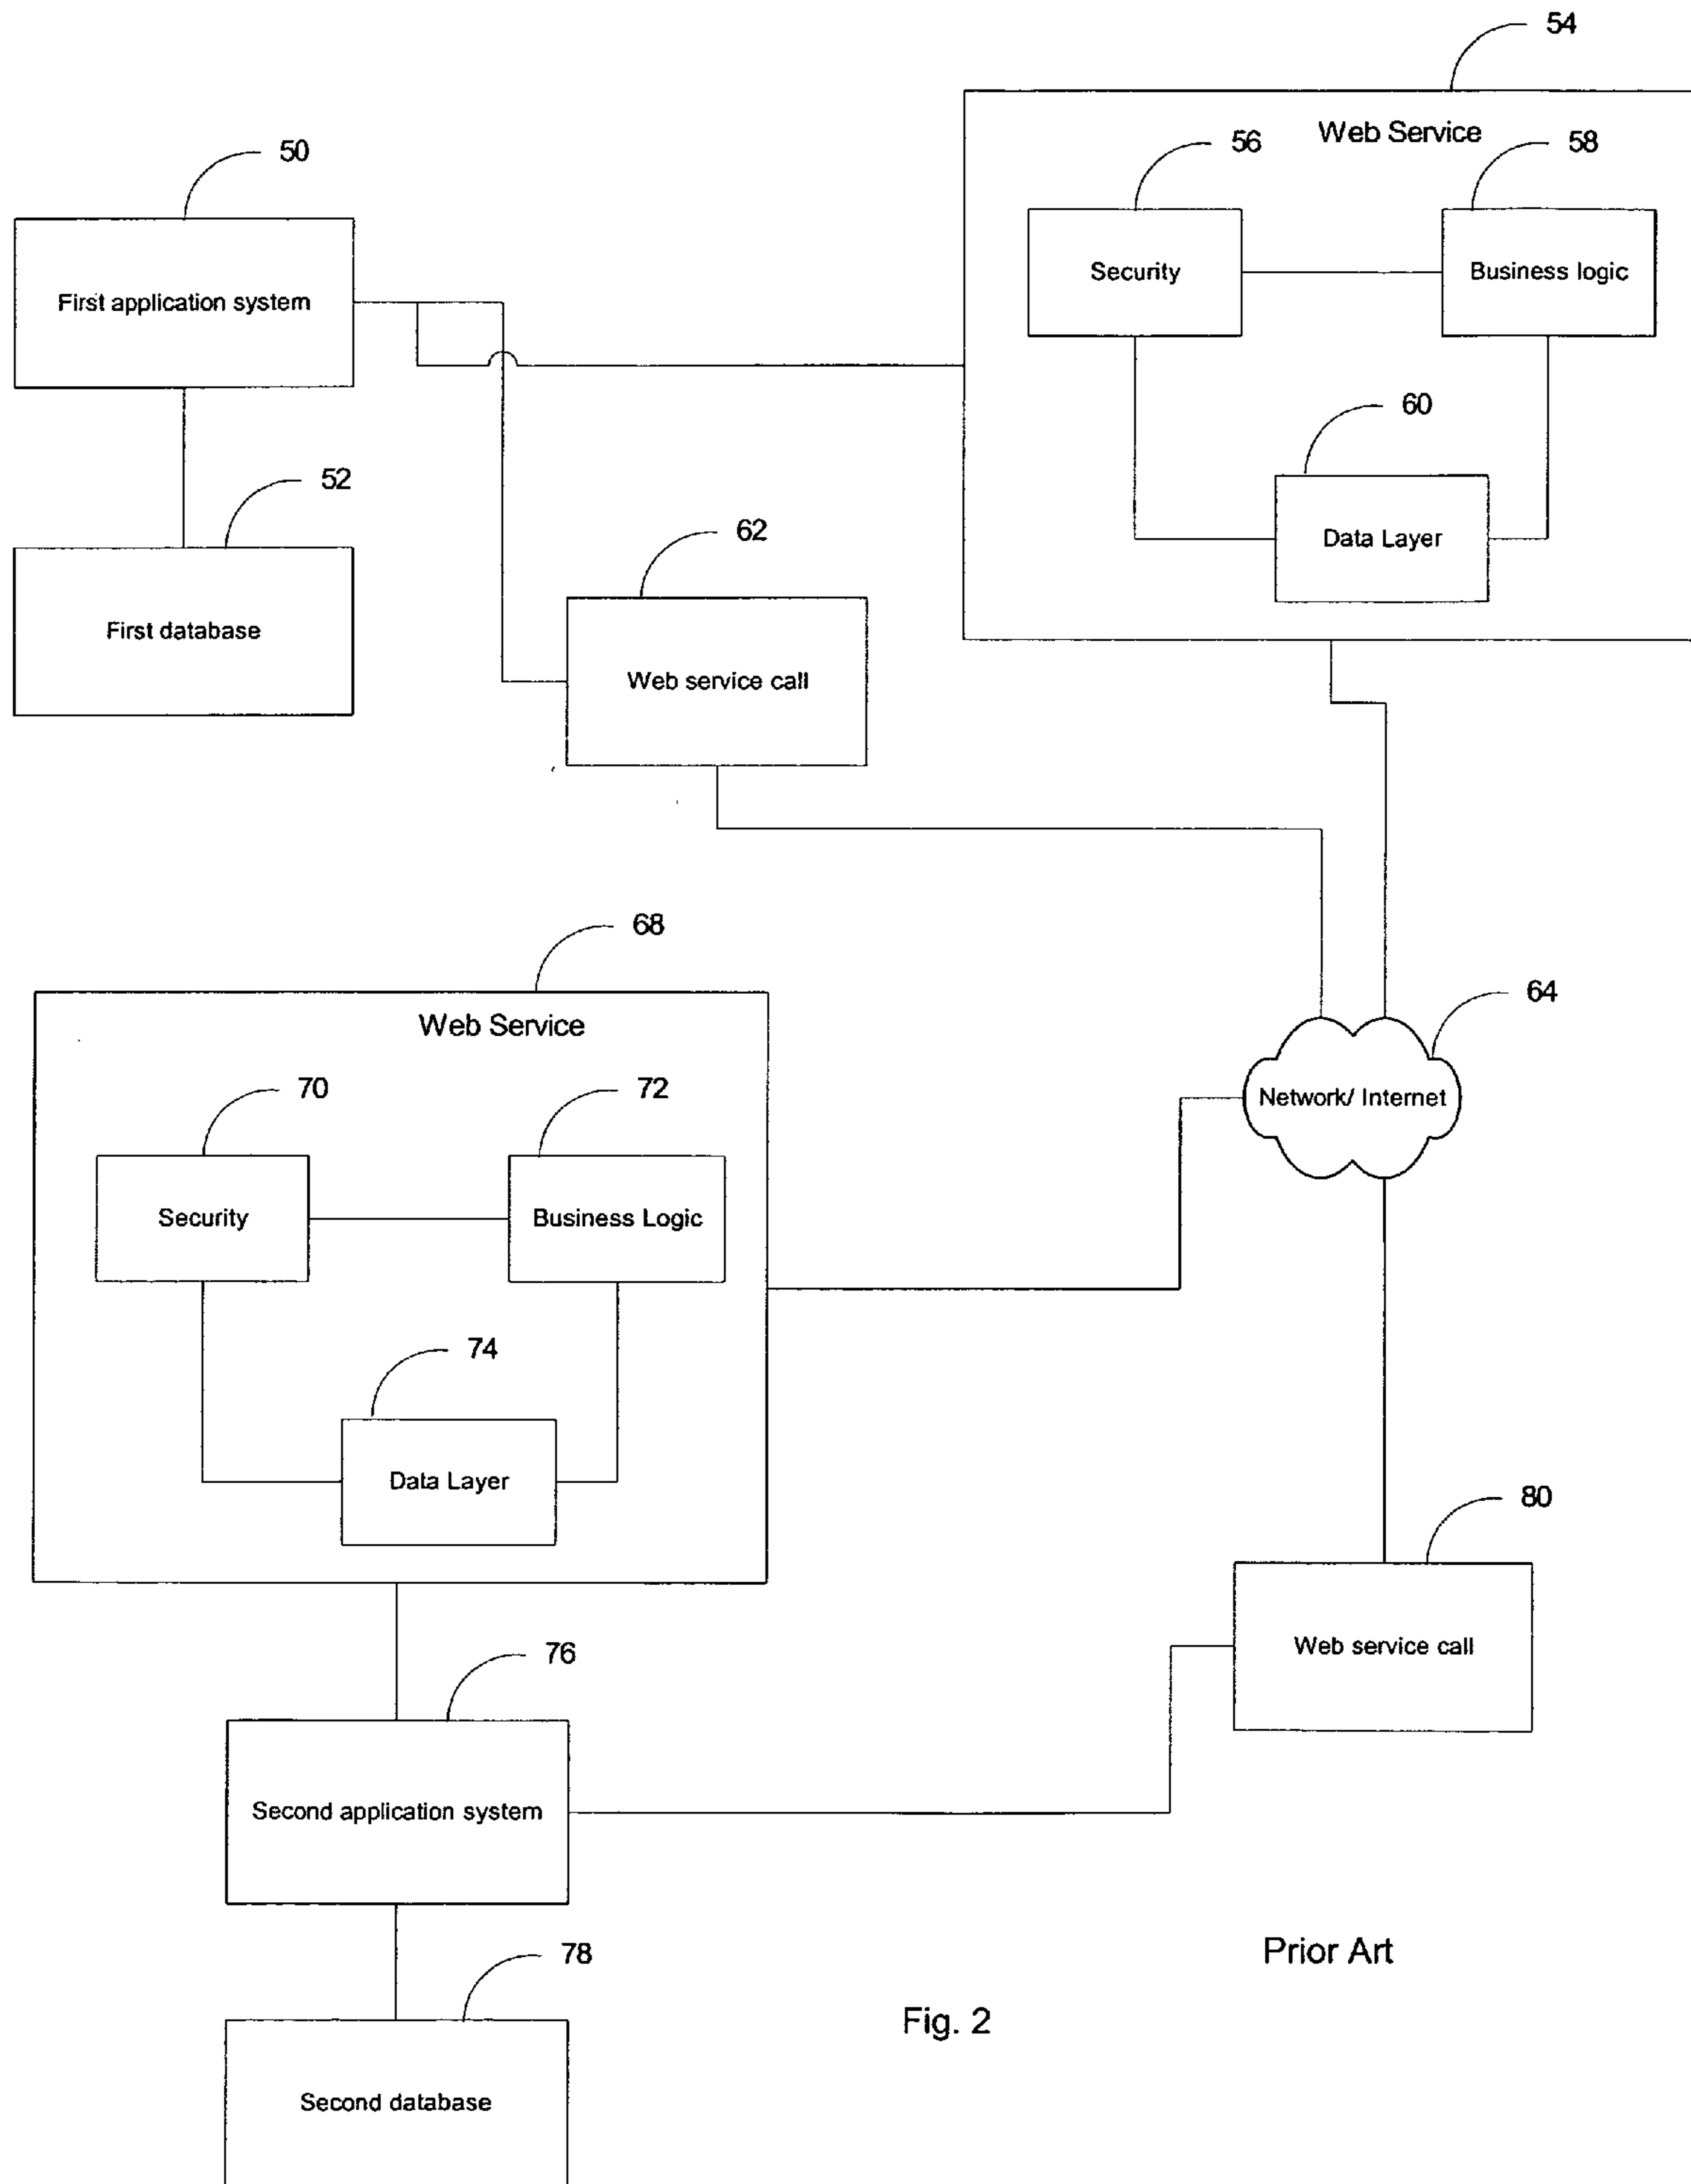 54
Web Service
50
56
58
First application system
Security
Business logic
60
52
62
Data Layer
First database
Web service call
68
64
Web Service
70
72
Network/ Internet
Security
Business Logic
74
Data Layer
80
Web service call
76
Second application system
78
Prior Art
Fig. 2
Second database